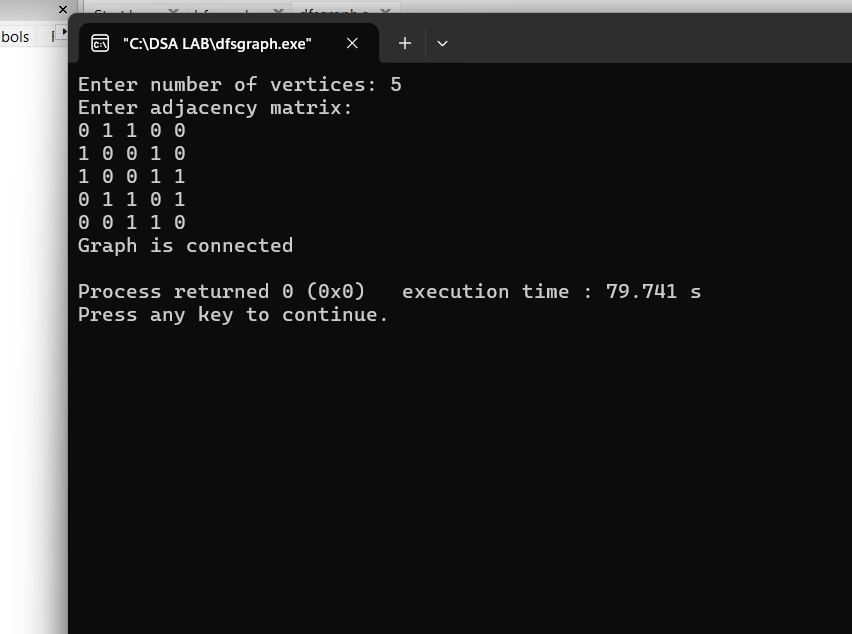 bols
"C:\DSA LAB\dfsgraph.exe"
Enter number of vertices: 5
Enter adjacency matrix:
0 1 1 0 0
1 0 0 1 0
1 0 0 1 1
0 1 1 0 1
0 0 1 1 0
Graph is connected
Process returned 0 (0x0)   execution time : 79.741 s
Press any key to continue.